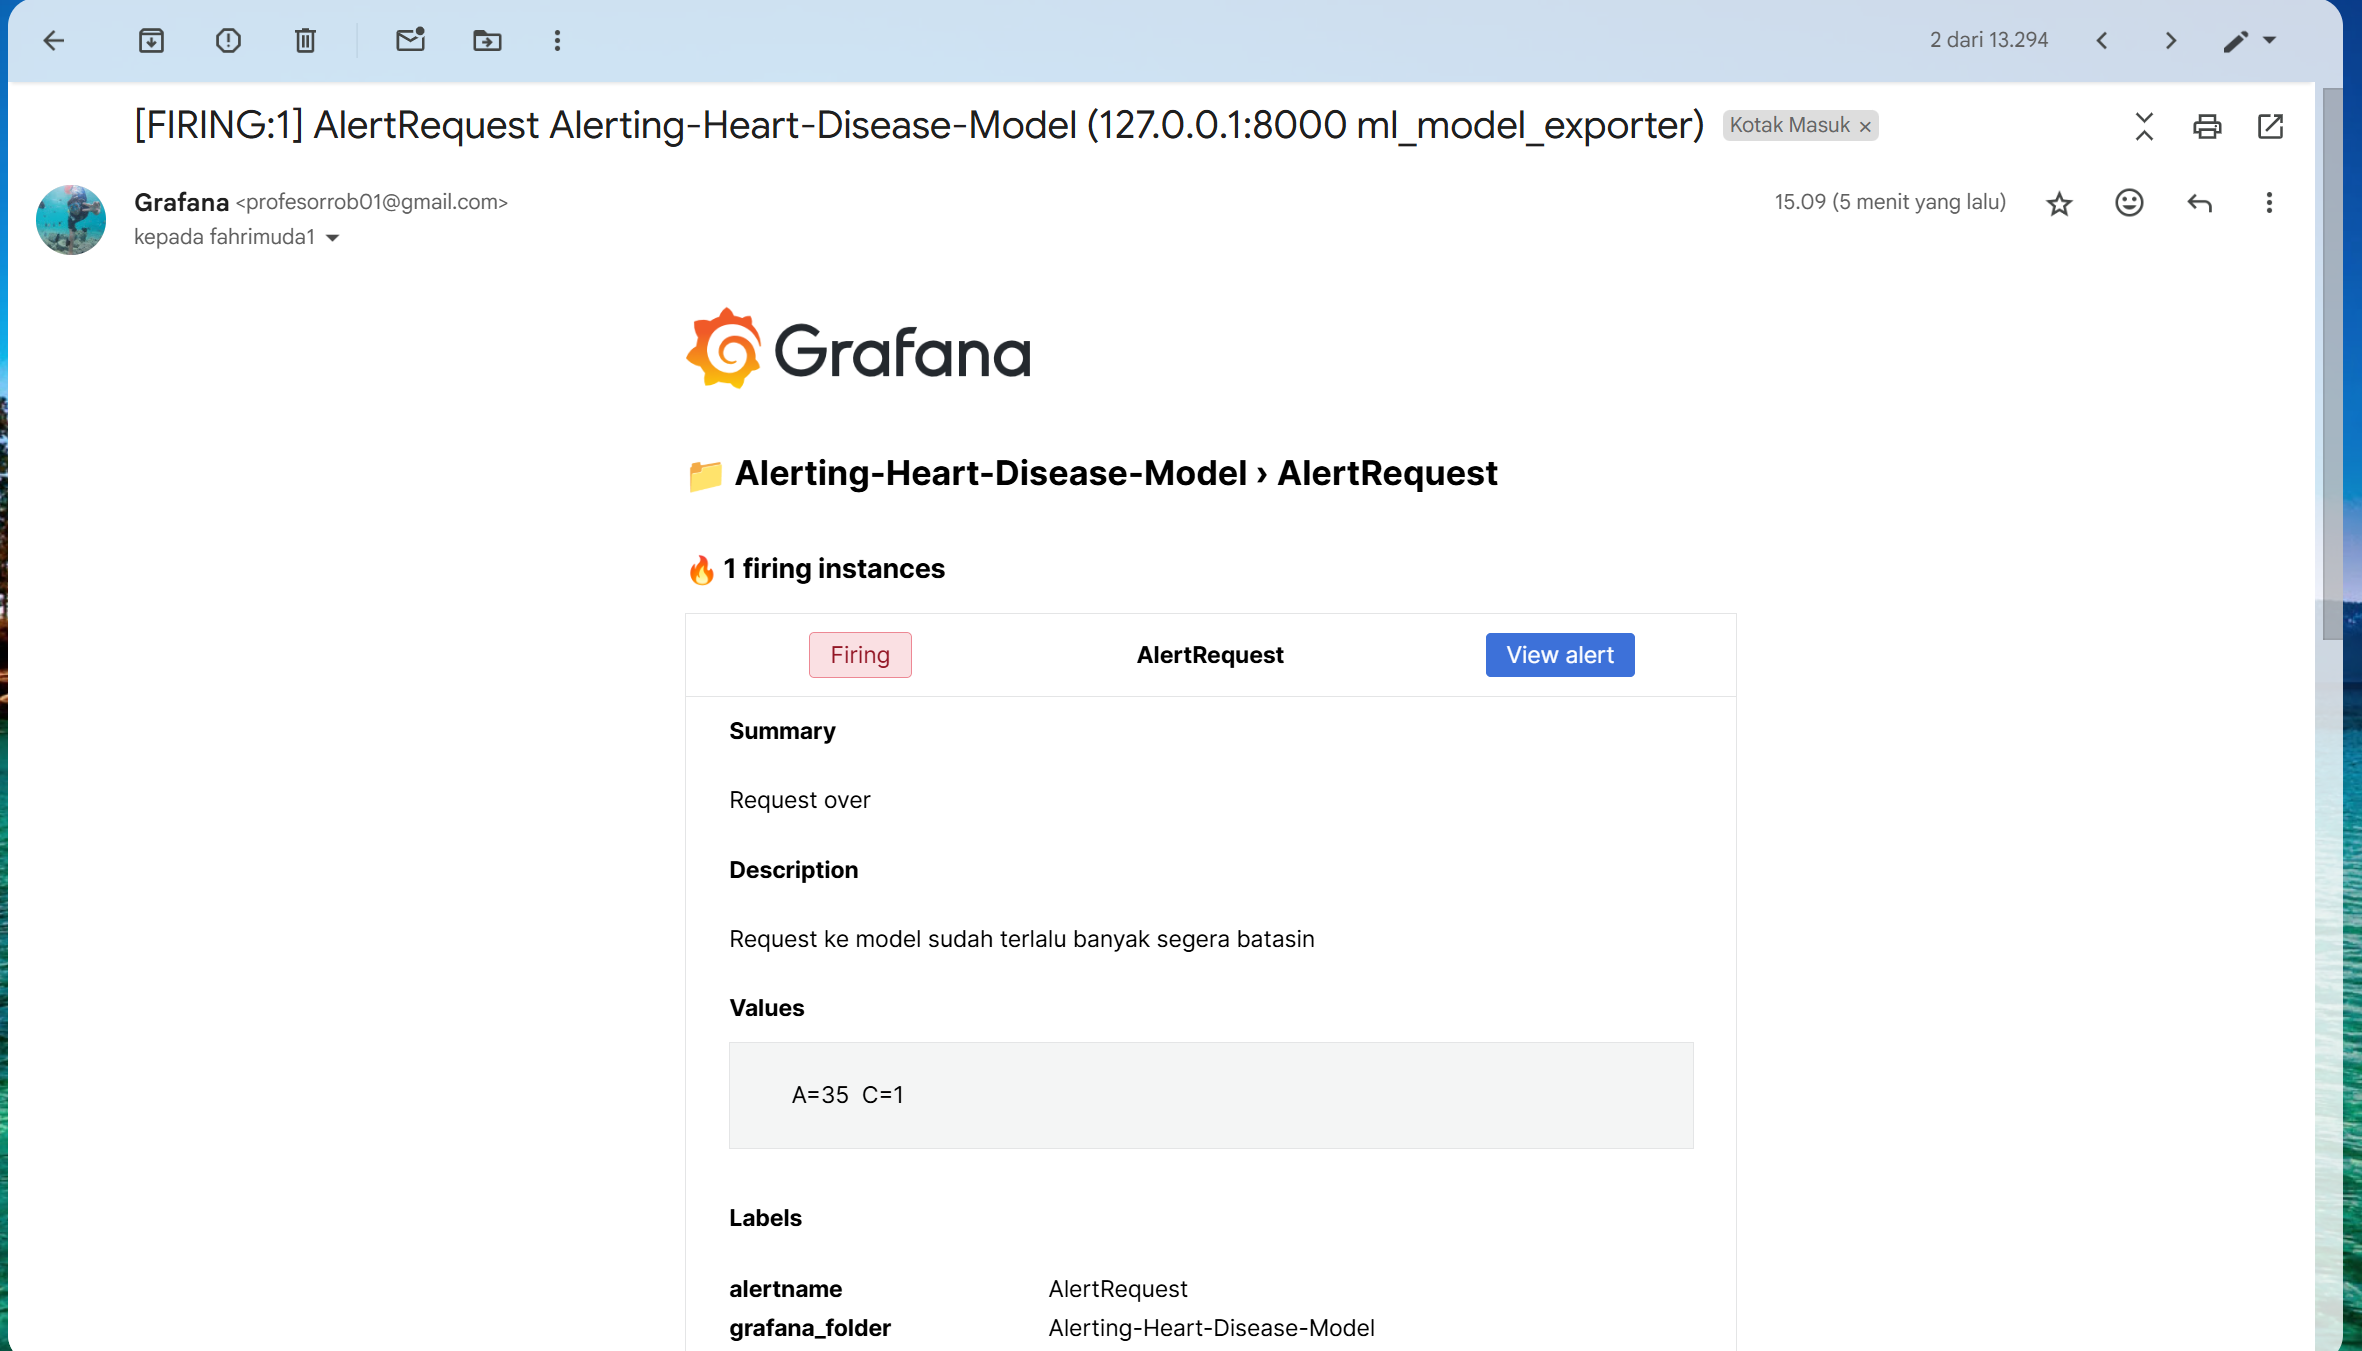 2 dari 13.294
[FIRING:1] AlertRequest Alerting-Heart-Disease-Model (127.0.0.1:8000 ml_model_exporter) Kotak Masuk ×
Grafana <profesorrob01@gmail.com> 15.09 (5 menit yang lalu)
kepada fahrimuda1
Grafana
Alerting-Heart-Disease-Model › AlertRequest
1 firing instances
Firing AlertRequest View alert
Summary
Request over
Description
Request ke model sudah terlalu banyak segera batasin
Values
A=35 C=1
Labels
alertname AlertRequest
grafana_folder Alerting-Heart-Disease-Model